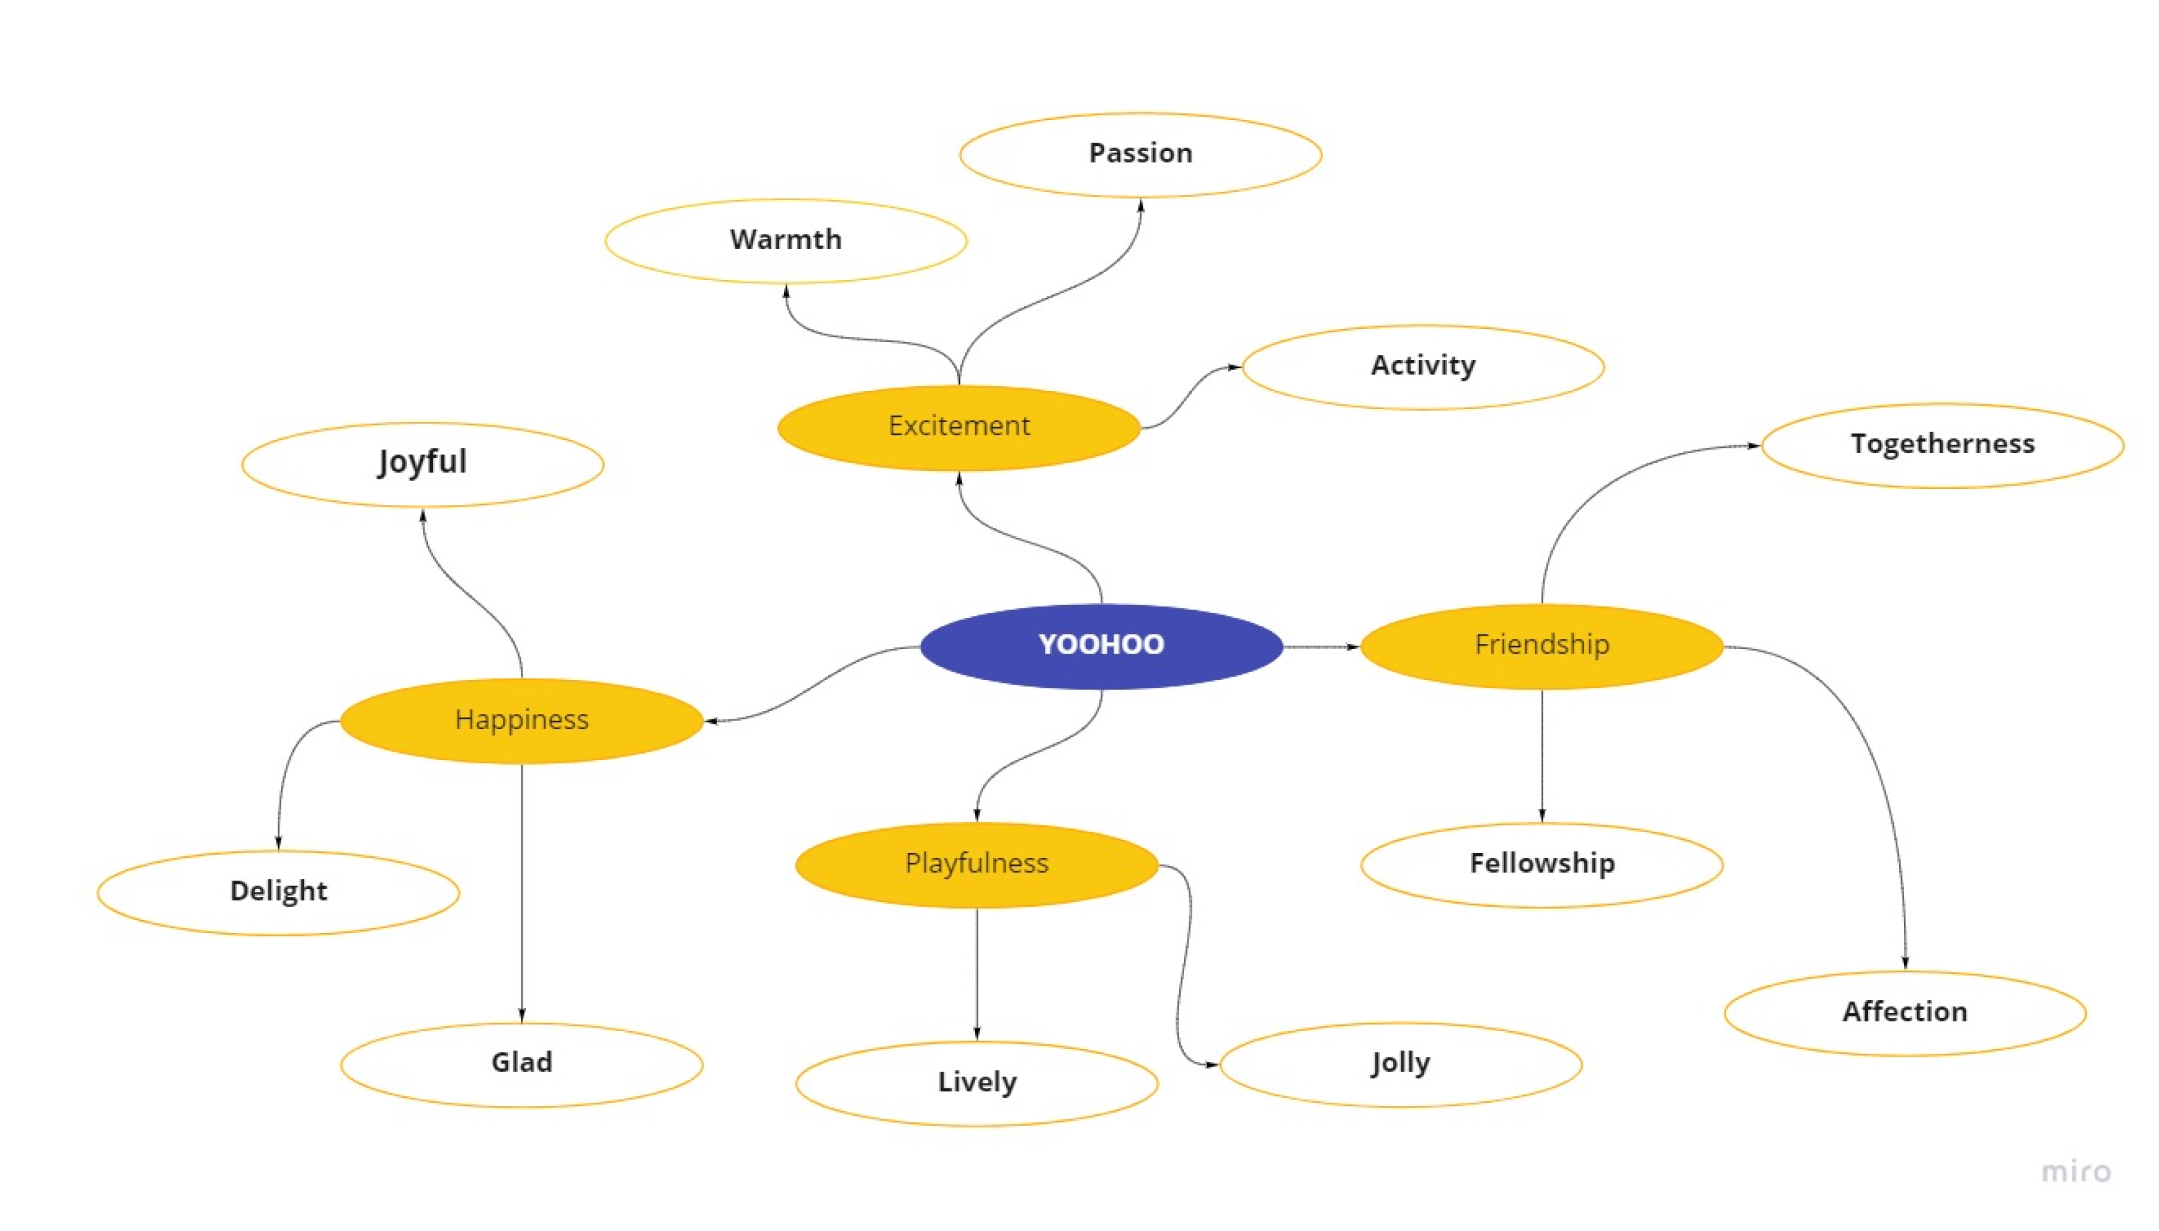 Passion
Warmth
Activity
Excitement
Togetherness
Joyful
YOOHOO
Friendship
Happiness
Playfulness
Fellowship
Delight
Affection
Glad
Lively
Jolly
miro